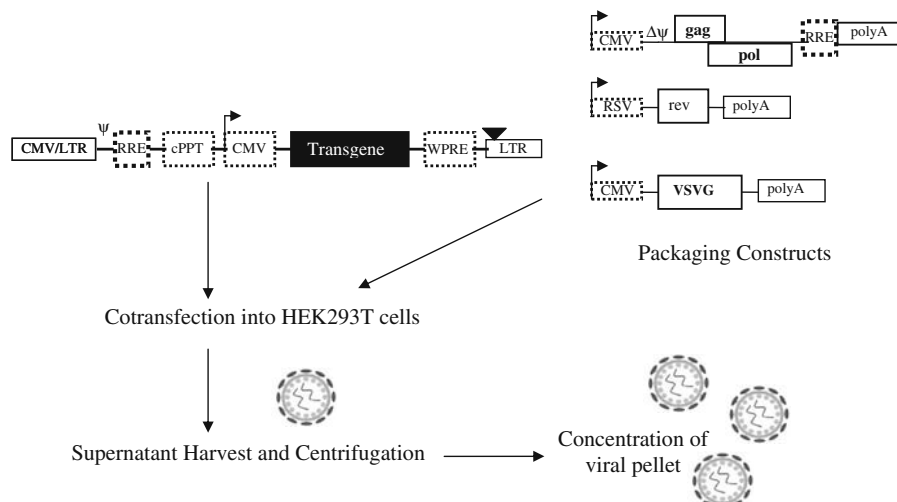 CMV Δψ gag pol RRE polyA
RSV rev polyA
CMV/LTR ψ RRE cPPT CMV Transgene WPRE LTR
CMV VSVG polyA
Packaging Constructs
Cotransfection into HEK293T cells
Supernatant Harvest and Centrifugation
Concentration of
viral pellet